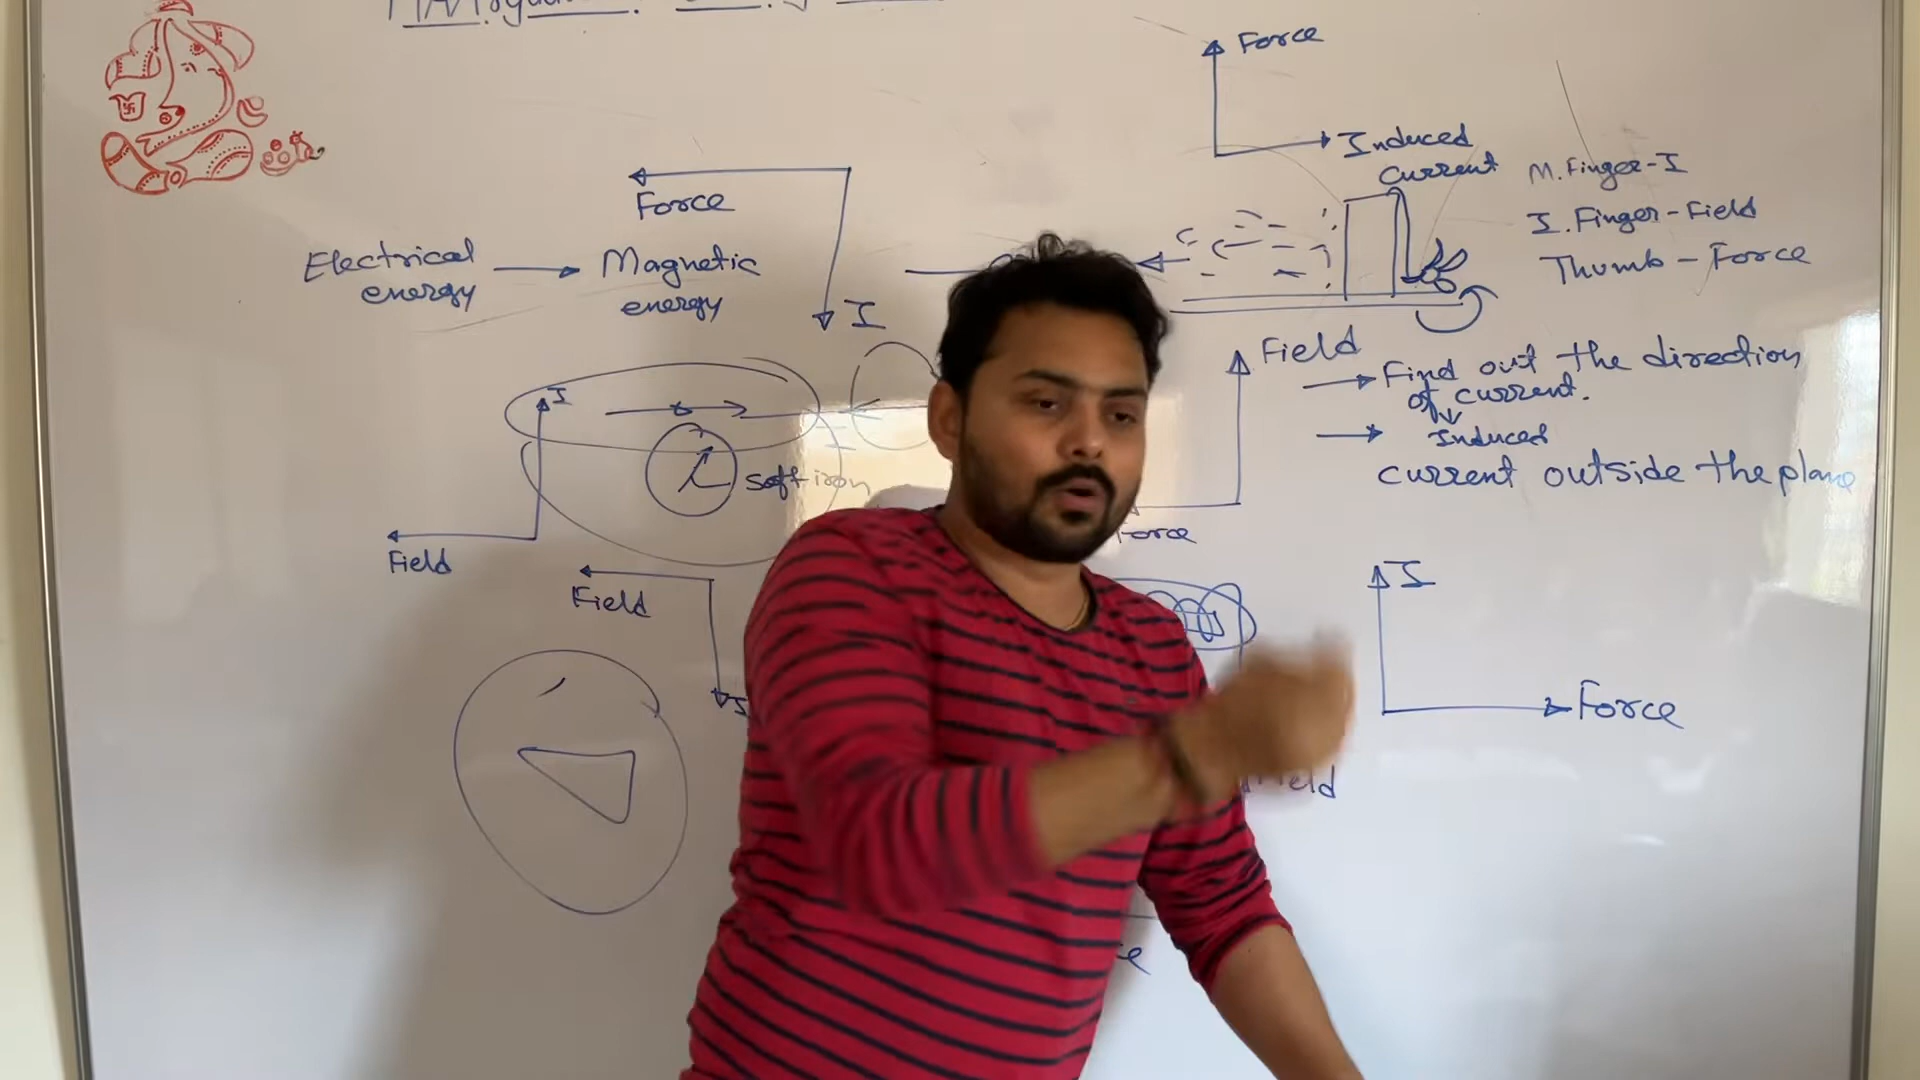 Force
Induced
current
M. Finger-I
I. Finger-Field
Thumb - Force
Force
Electrical
energy
Magnetic
energy
I
Field
Find out the direction
of current.
Induced
current outside the plane
I
soft iron
Force
Field
Field
I
I
Force
Field